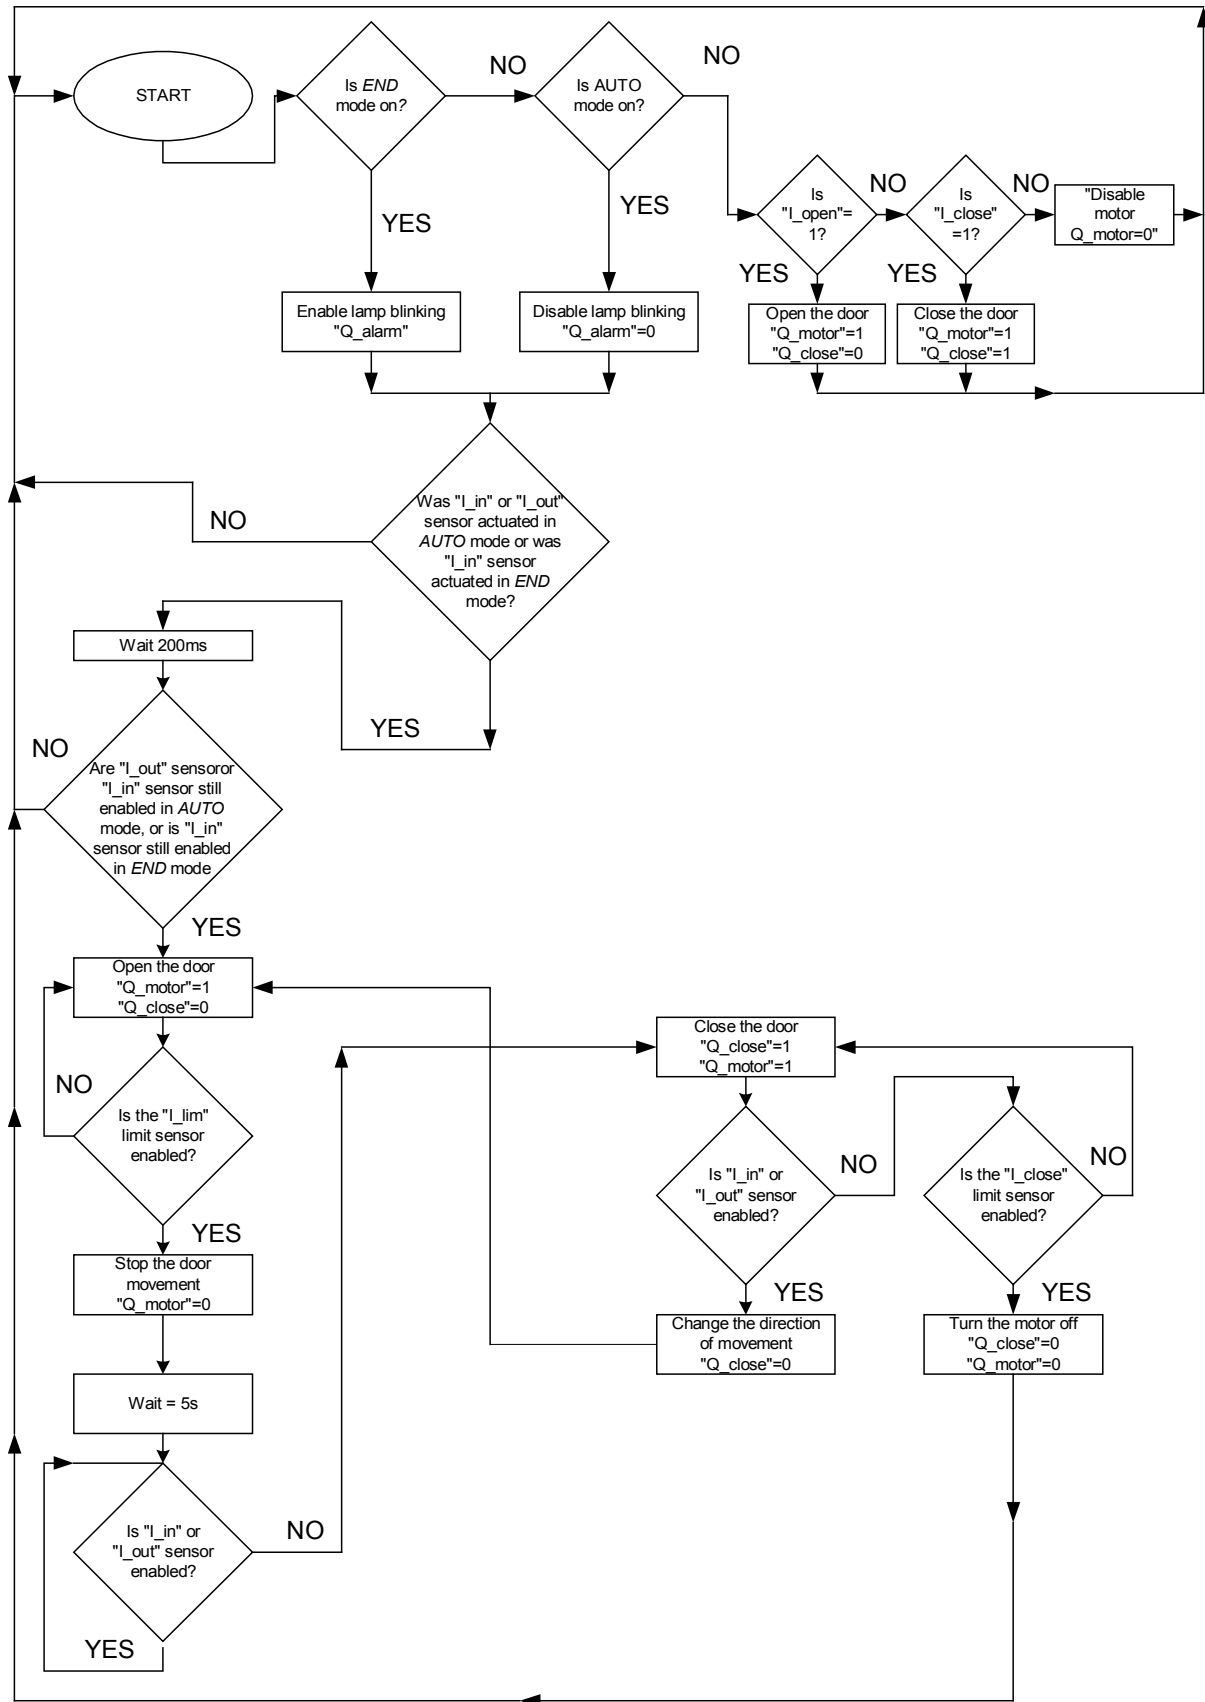 START
Is END
mode on?
NO
Is AUTO
mode on?
NO
YES
YES
Is
"I_open"=
1?
NO
Is
"I_close"
=1?
NO
"Disable
motor
Q_motor=0"
YES
YES
Enable lamp blinking
"Q_alarm"
Disable lamp blinking
"Q_alarm"=0
Open the door
"Q_motor"=1
"Q_close"=0
Close the door
"Q_motor"=1
"Q_close"=1
Was "I_in" or "I_out"
sensor actuated in
AUTO mode or was
"I_in" sensor
actuated in END
mode?
NO
YES
Wait 200ms
NO
Are "I_out" sensoror
"I_in" sensor still
enabled in AUTO
mode, or is "I_in"
sensor still enabled
in END mode
YES
Open the door
"Q_motor"=1
"Q_close"=0
NO
Is the "I_lim"
limit sensor
enabled?
YES
Stop the door
movement
"Q_motor"=0
Wait = 5s
Is "I_in" or
"I_out" sensor
enabled?
NO
YES
Close the door
"Q_close"=1
"Q_motor"=1
Is "I_in" or
"I_out" sensor
enabled?
NO
Is the "I_close"
limit sensor
enabled?
NO
YES
YES
Change the direction
of movement
"Q_close"=0
Turn the motor off
"Q_close"=0
"Q_motor"=0